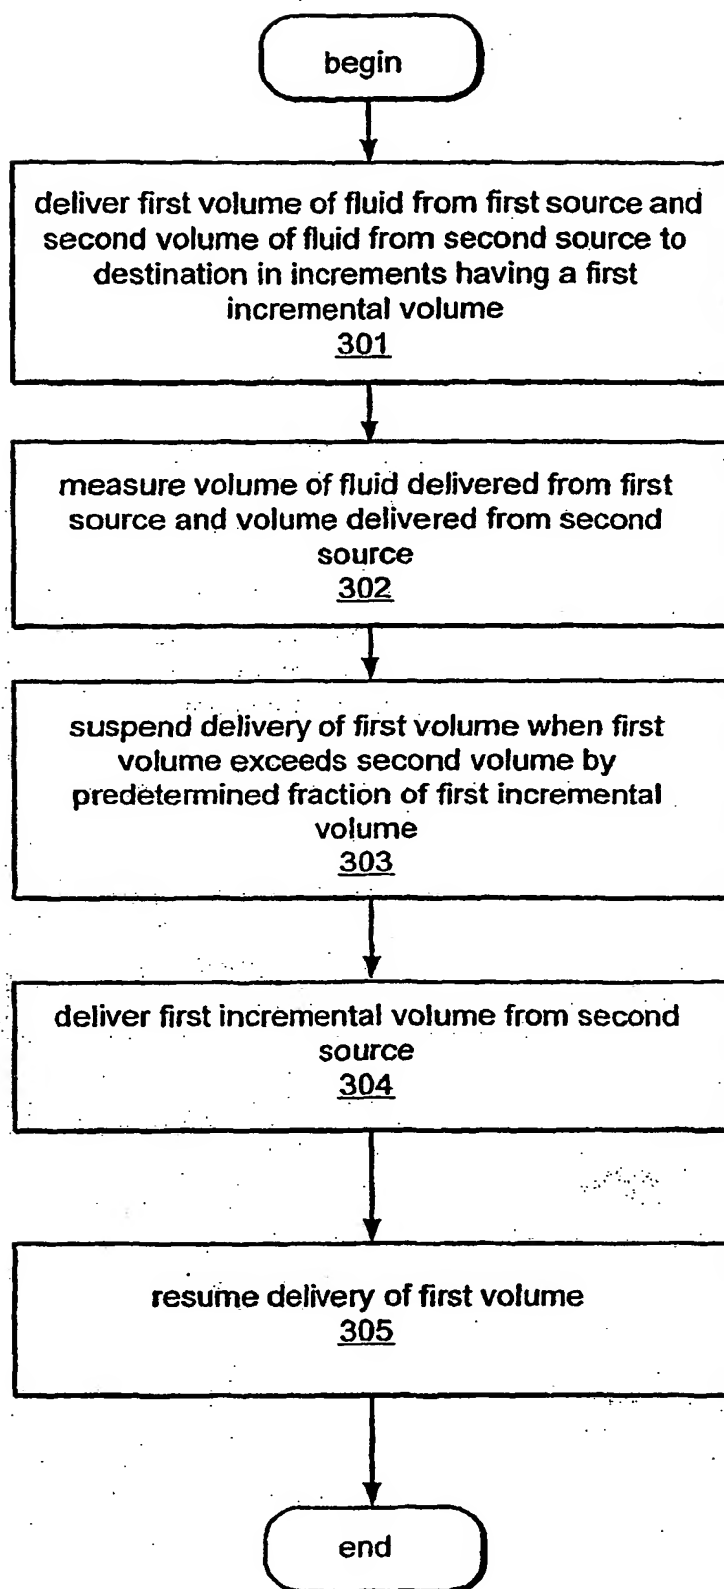 begin
deliver first volume of fluid from first source and
second volume of fluid from second source to
destination in increments having a first
incremental volume
301
measure volume of fluid delivered from first
source and volume delivered from second
source
302
suspend delivery of first volume when first
volume exceeds second volume by
predetermined fraction of first incremental
volume
303
deliver first incremental volume from second
source
304
resume delivery of first volume
305
end